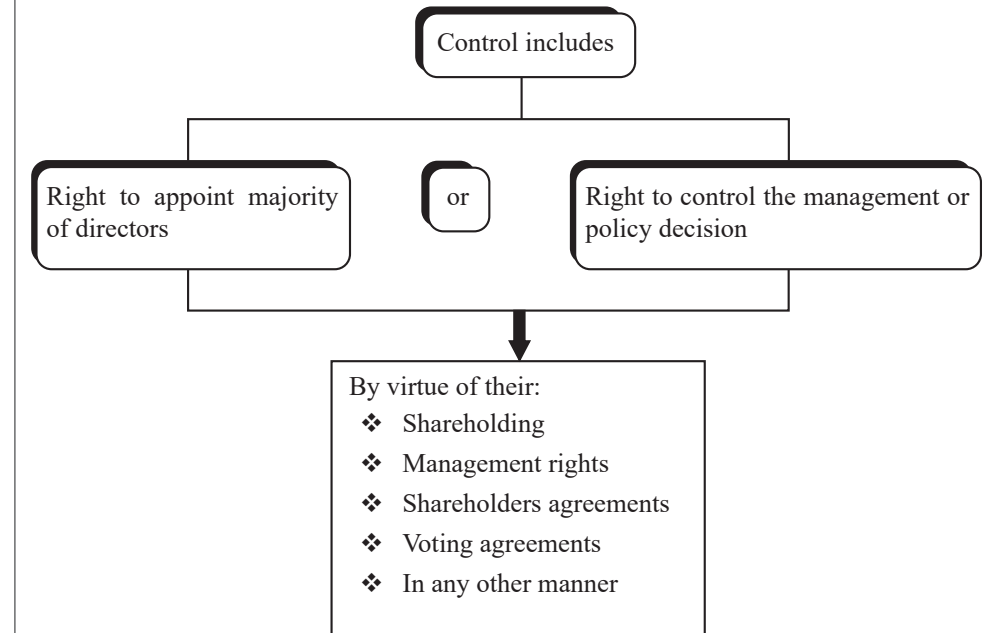 Control includes
Right to appoint majority
of directors
or
Right to control the management or
policy decision
By virtue of their:
❖ Shareholding
❖ Management rights
❖ Shareholders agreements
❖ Voting agreements
❖ In any other manner